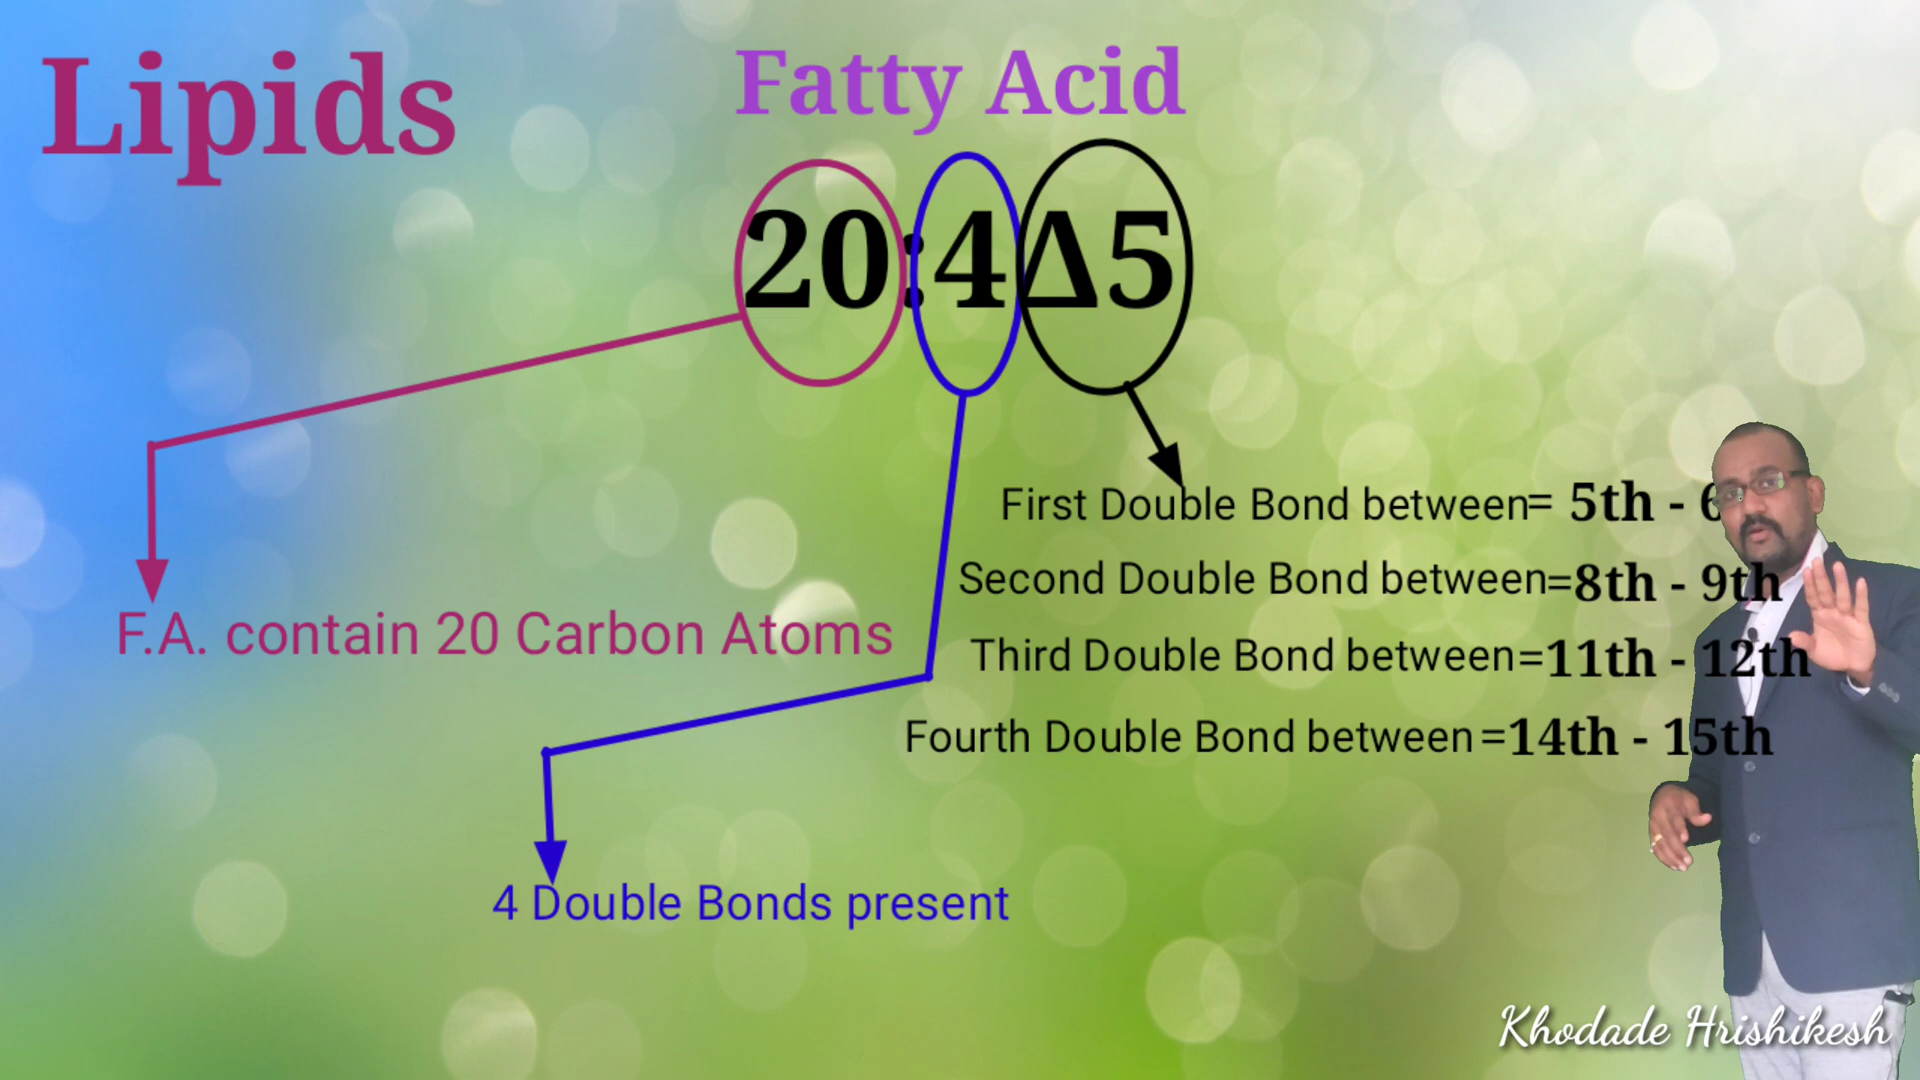 Lipids
Fatty Acid
20:4Δ5
First Double Bond between= 5th - 6
Second Double Bond between=8th - 9th
F.A. contain 20 Carbon Atoms
Third Double Bond between=11th - 12th
Fourth Double Bond between=14th - 15th
4 Double Bonds present
Khodade Hrishikesh